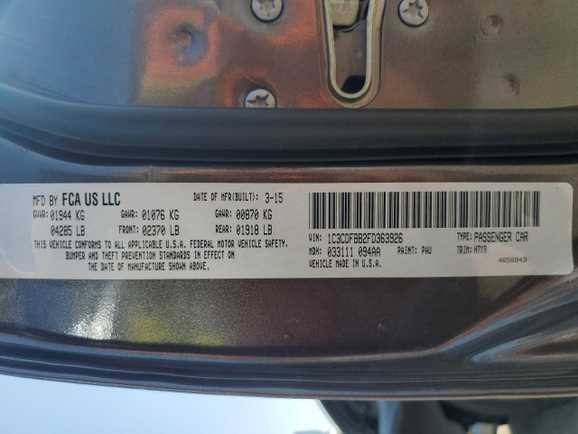 MFD BY FCA US LLC DATE OF MFR(BUILT): 3-15
GVWR: 01944 KG GAWR: 01076 KG GAWR: 00870 KG
04285 LB FRONT: 02370 LB REAR: 01918 LB
THIS VEHICLE CONFORMS TO ALL APPLICABLE U.S.A. FEDERAL MOTOR VEHICLE SAFETY,
BUMPER AND THEFT PREVENTION STANDARDS IN EFFECT ON
THE DATE OF MANUFACTURE SHOWN ABOVE.
VIN: 1C3CDFBB2FD363926 TYPE: PASSENGER CAR
MDH: 033111 094AA PAINT: PAU TRIM:
VEHICLE MADE IN U.S.A.